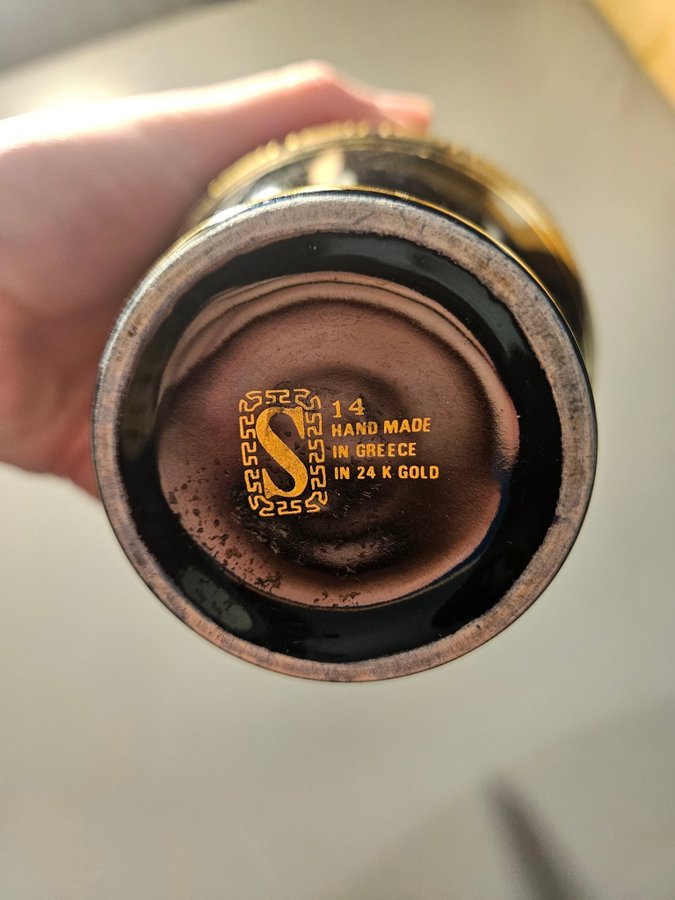 S
14
HAND MADE
IN GREECE
IN 24 K GOLD